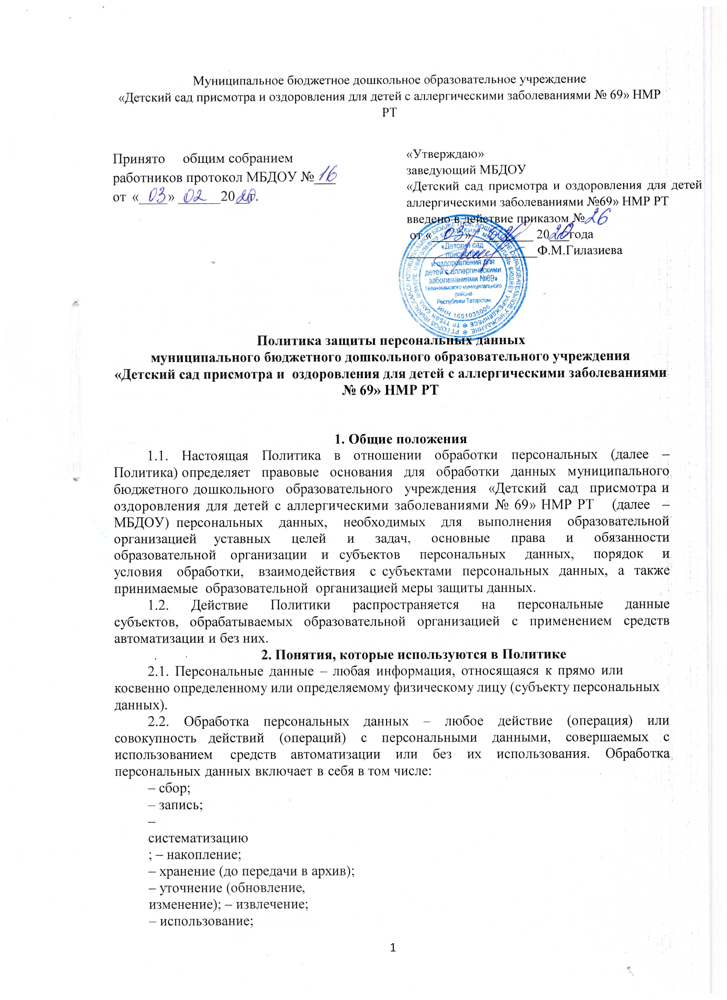 Муниципальное бюджетное дошкольное образовательное учреждение
«Детский сад присмотра и оздоровления для детей с аллергическими заболеваниями № 69» НМР
РТ
Принято общим собранием
работников протокол МБДОУ № 16
от «03» 02 2020г.
«Утверждаю»
заведующий МБДОУ
«Детский сад присмотра и оздоровления для детей
аллергическими заболеваниями №69» НМР РТ
введено в действие приказом № 26
от «03» 2020года
Ф.М.Гилазиева
«Детский сад
присмотра
и оздоровления для
детей с аллергическими
заболеваниями №69»
Нижнекамского муниципального
района
Республики Татарстан
ИНН 1651035005
Политика защиты персональных данных
муниципального бюджетного дошкольного образовательного учреждения
«Детский сад присмотра и оздоровления для детей с аллергическими заболеваниями
№ 69» НМР РТ
1. Общие положения
1.1. Настоящая Политика в отношении обработки персональных (далее –
Политика) определяет правовые основания для обработки данных муниципального
бюджетного дошкольного образовательного учреждения «Детский сад присмотра и
оздоровления для детей с аллергическими заболеваниями № 69» НМР РТ (далее –
МБДОУ) персональных данных, необходимых для выполнения образовательной
организацией уставных целей и задач, основные права и обязанности
образовательной организации и субъектов персональных данных, порядок и
условия обработки, взаимодействия с субъектами персональных данных, а также
принимаемые образовательной организацией меры защиты данных.
1.2. Действие Политики распространяется на персональные данные
субъектов, обрабатываемых образовательной организацией с применением средств
автоматизации и без них.
2. Понятия, которые используются в Политике
2.1. Персональные данные – любая информация, относящаяся к прямо или
косвенно определенному или определяемому физическому лицу (субъекту персональных
данных).
2.2. Обработка персональных данных – любое действие (операция) или
совокупность действий (операций) с персональными данными, совершаемых с
использованием средств автоматизации или без их использования. Обработка
персональных данных включает в себя в том числе:
– сбор;
– запись;
–
систематизацию
; – накопление;
– хранение (до передачи в архив);
– уточнение (обновление,
изменение); – извлечение;
– использование;
1